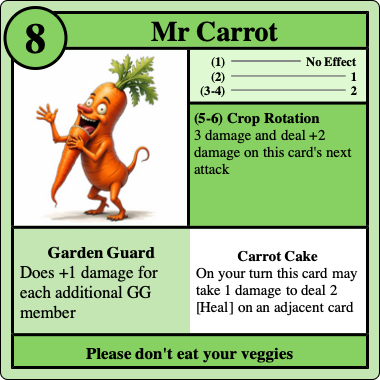 8
Mr Carrot
(1) No Effect
(2) 1
(3-4) 2
(5-6) Crop Rotation
3 damage and deal +2
damage on this card's next
attack
Garden Guard
Does +1 damage for
each additional GG
member
Carrot Cake
On your turn this card may
take 1 damage to deal 2
[Heal] on an adjacent card
Please don't eat your veggies